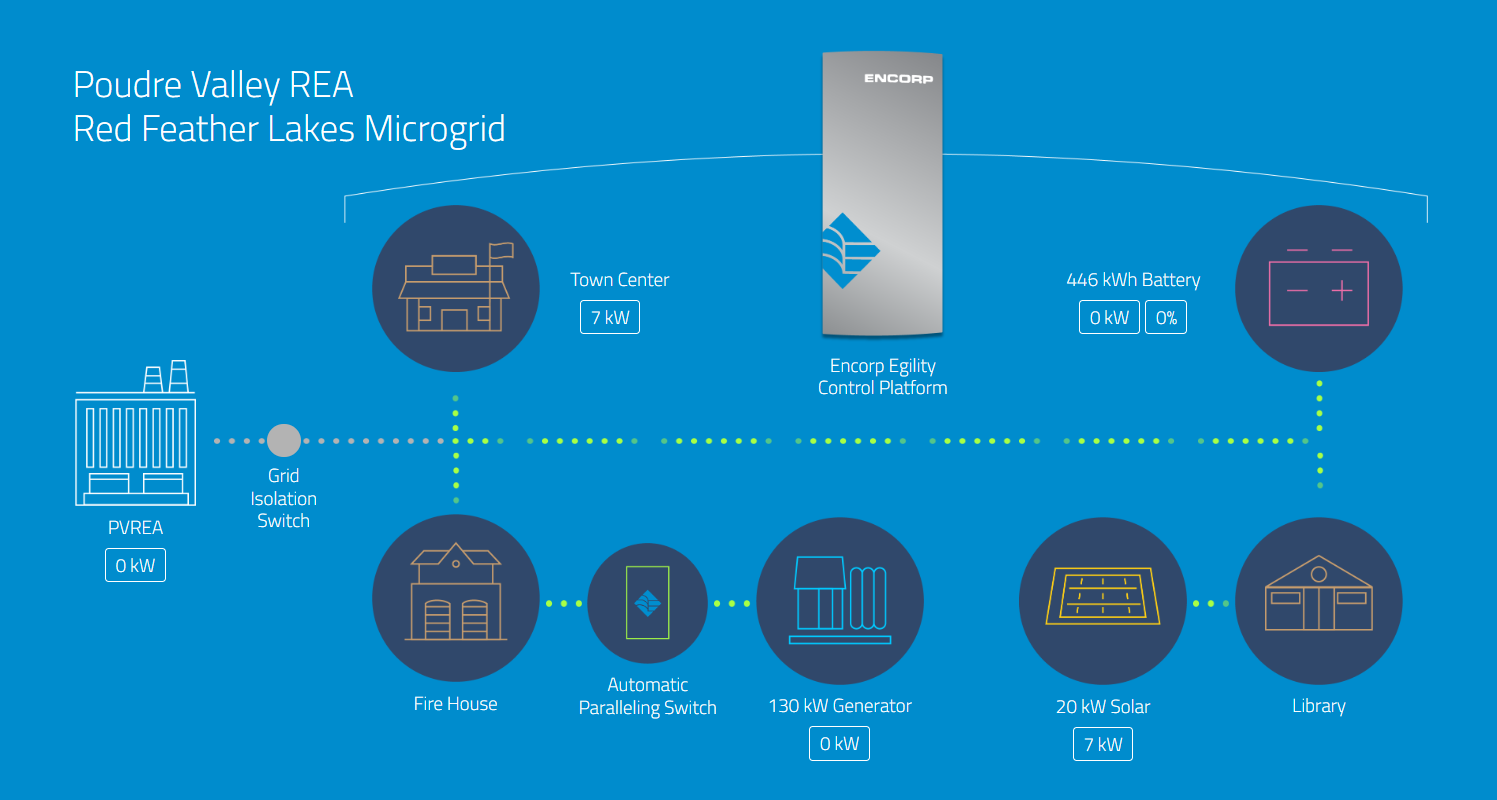 Poudre Valley REA
Red Feather Lakes Microgrid
ENCORP
Town Center
7 kW
446 kWh Battery
0 kW
0%
Encorp Egility
Control Platform
Grid
Isolation
Switch
PVREA
0 kW
Fire House
Automatic
Paralleling Switch
130 kW Generator
0 kW
20 kW Solar
7 kW
Library